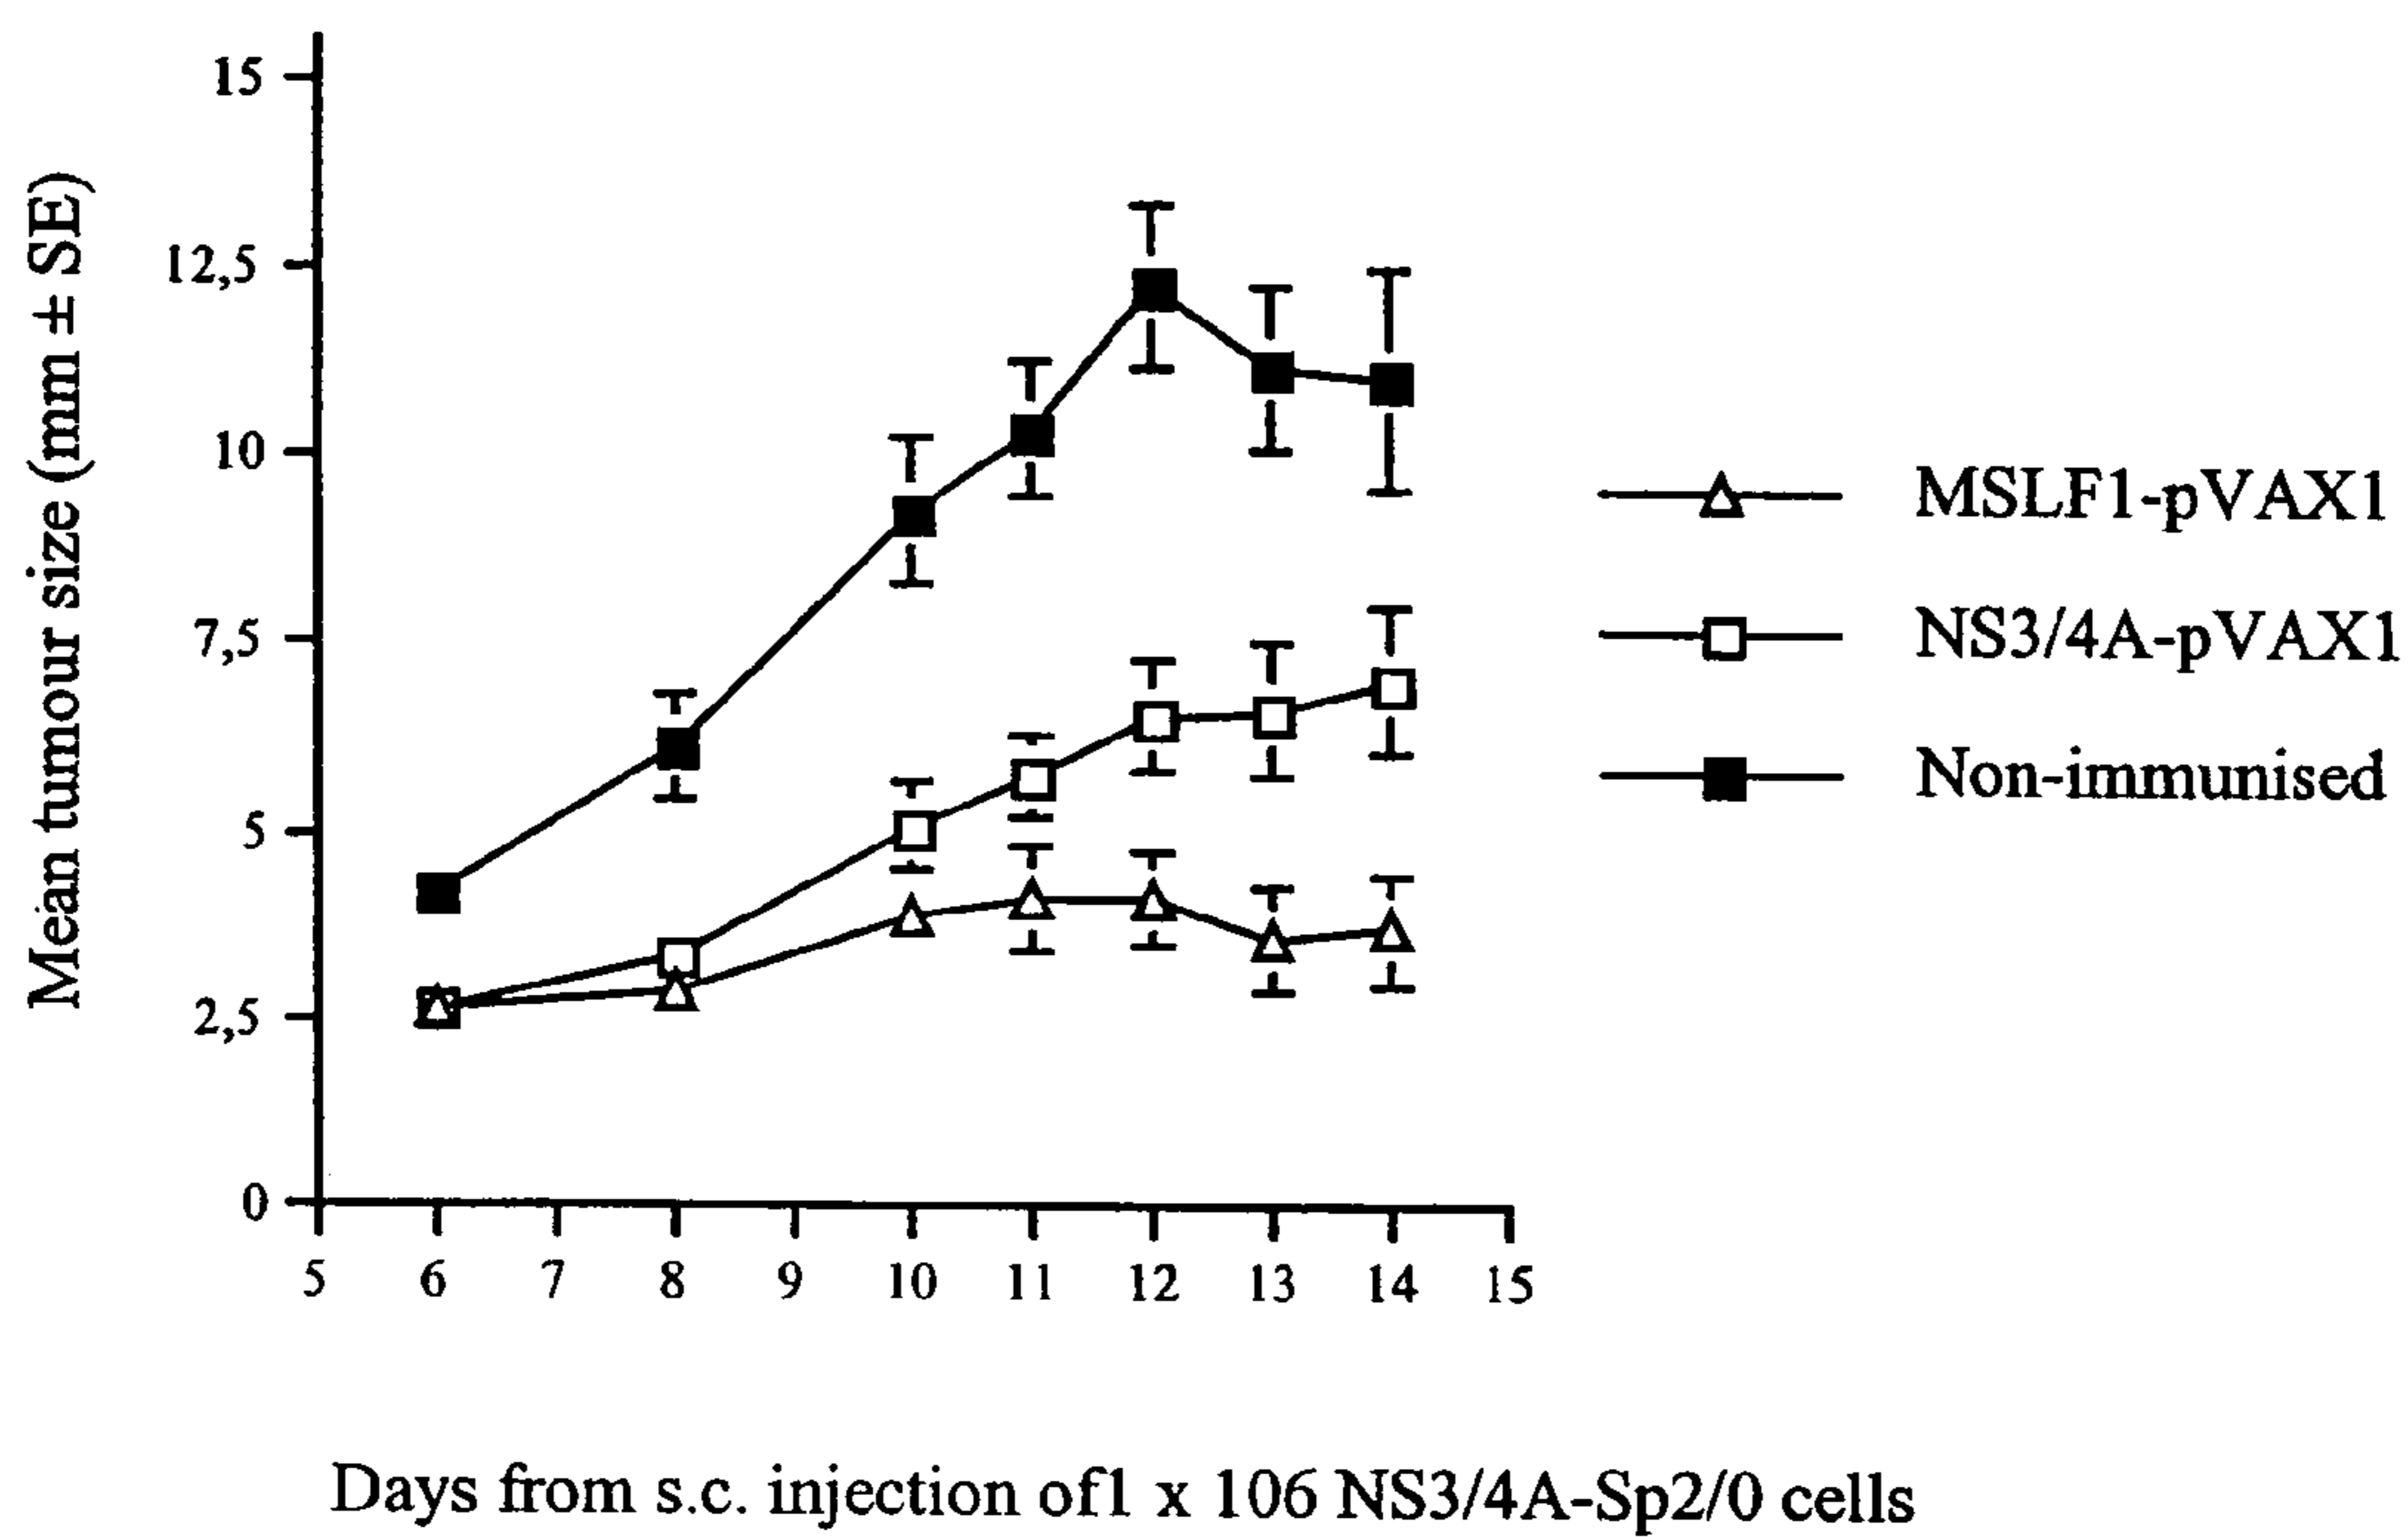 Mean tumour size (mm ± SE)
15
12,5
10
7,5
5
2,5
0
5 6 7 8 9 10 11 12 13 14 15
Days from s.c. injection of1 x 106 NS3/4A-Sp2/0 cells
MSLF1-pVAX1
NS3/4A-pVAX1
Non-immunised